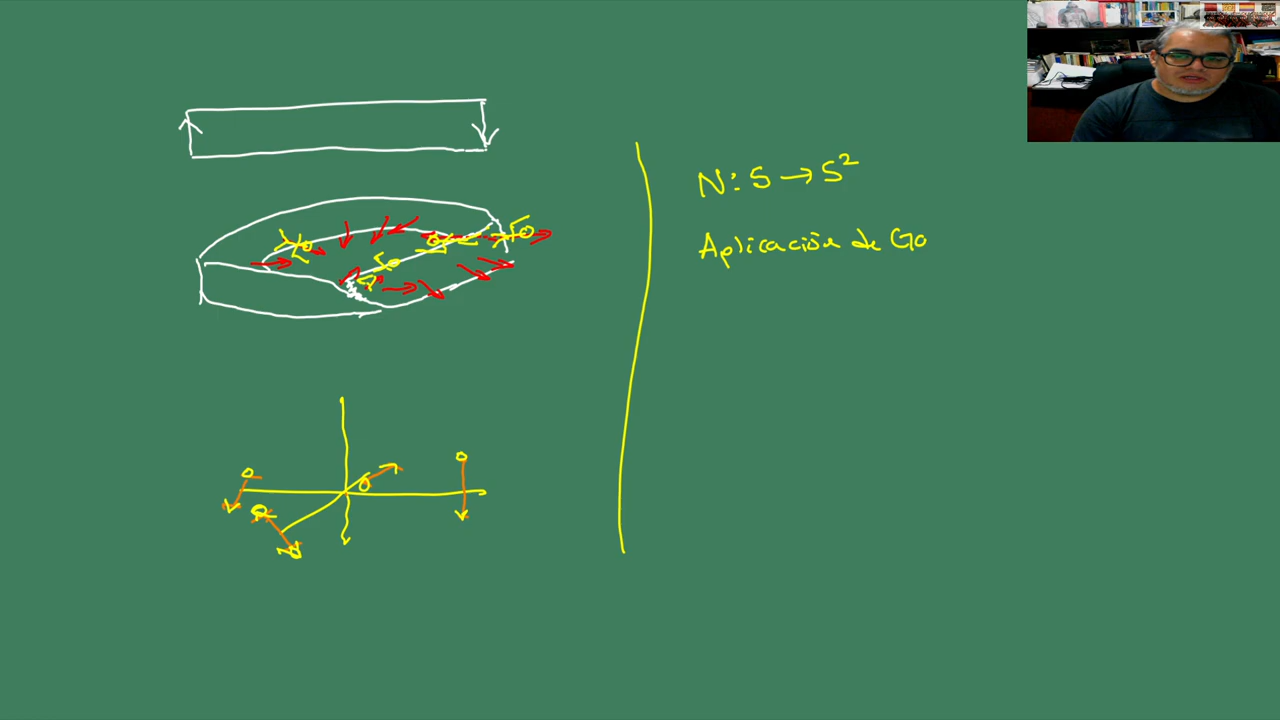 N: S → S²
Aplicación de Ga